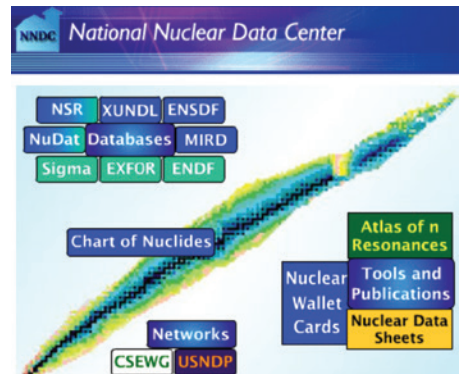 NNDC National Nuclear Data Center
NSR XUNDL ENSDF
NuDat Databases MIRD
Sigma EXFOR ENDF
Chart of Nuclides
Atlas of n
Resonances
Nuclear
Wallet
Cards
Tools and
Publications
Nuclear Data
Sheets
Networks
CSEWG USNDP